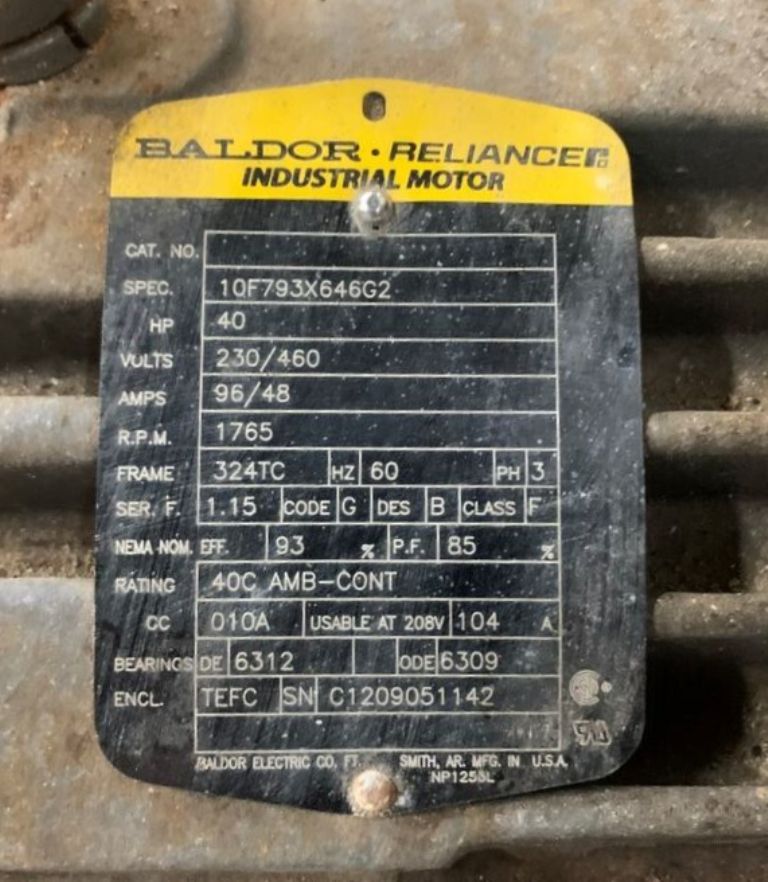 BALDOR • RELIANCE
INDUSTRIAL MOTOR
CAT. NO.
SPEC. 10F793X646G2
HP 40
VOLTS 230/460
AMPS 96/48
R.P.M. 1765
FRAME 324TC HZ 60 PH 3
SER. F. 1.15 CODE G DES B CLASS F
NEMA NOM. EFF. 93 % P.F. 85 %
RATING 40C AMB-CONT
CC 010A USABLE AT 208V 104 A
BEARINGS DE 6312 ODE 6309
ENCL. TEFC SN C1209051142
BALDOR ELECTRIC CO. FT. SMITH, AR. MFG. IN U.S.A.